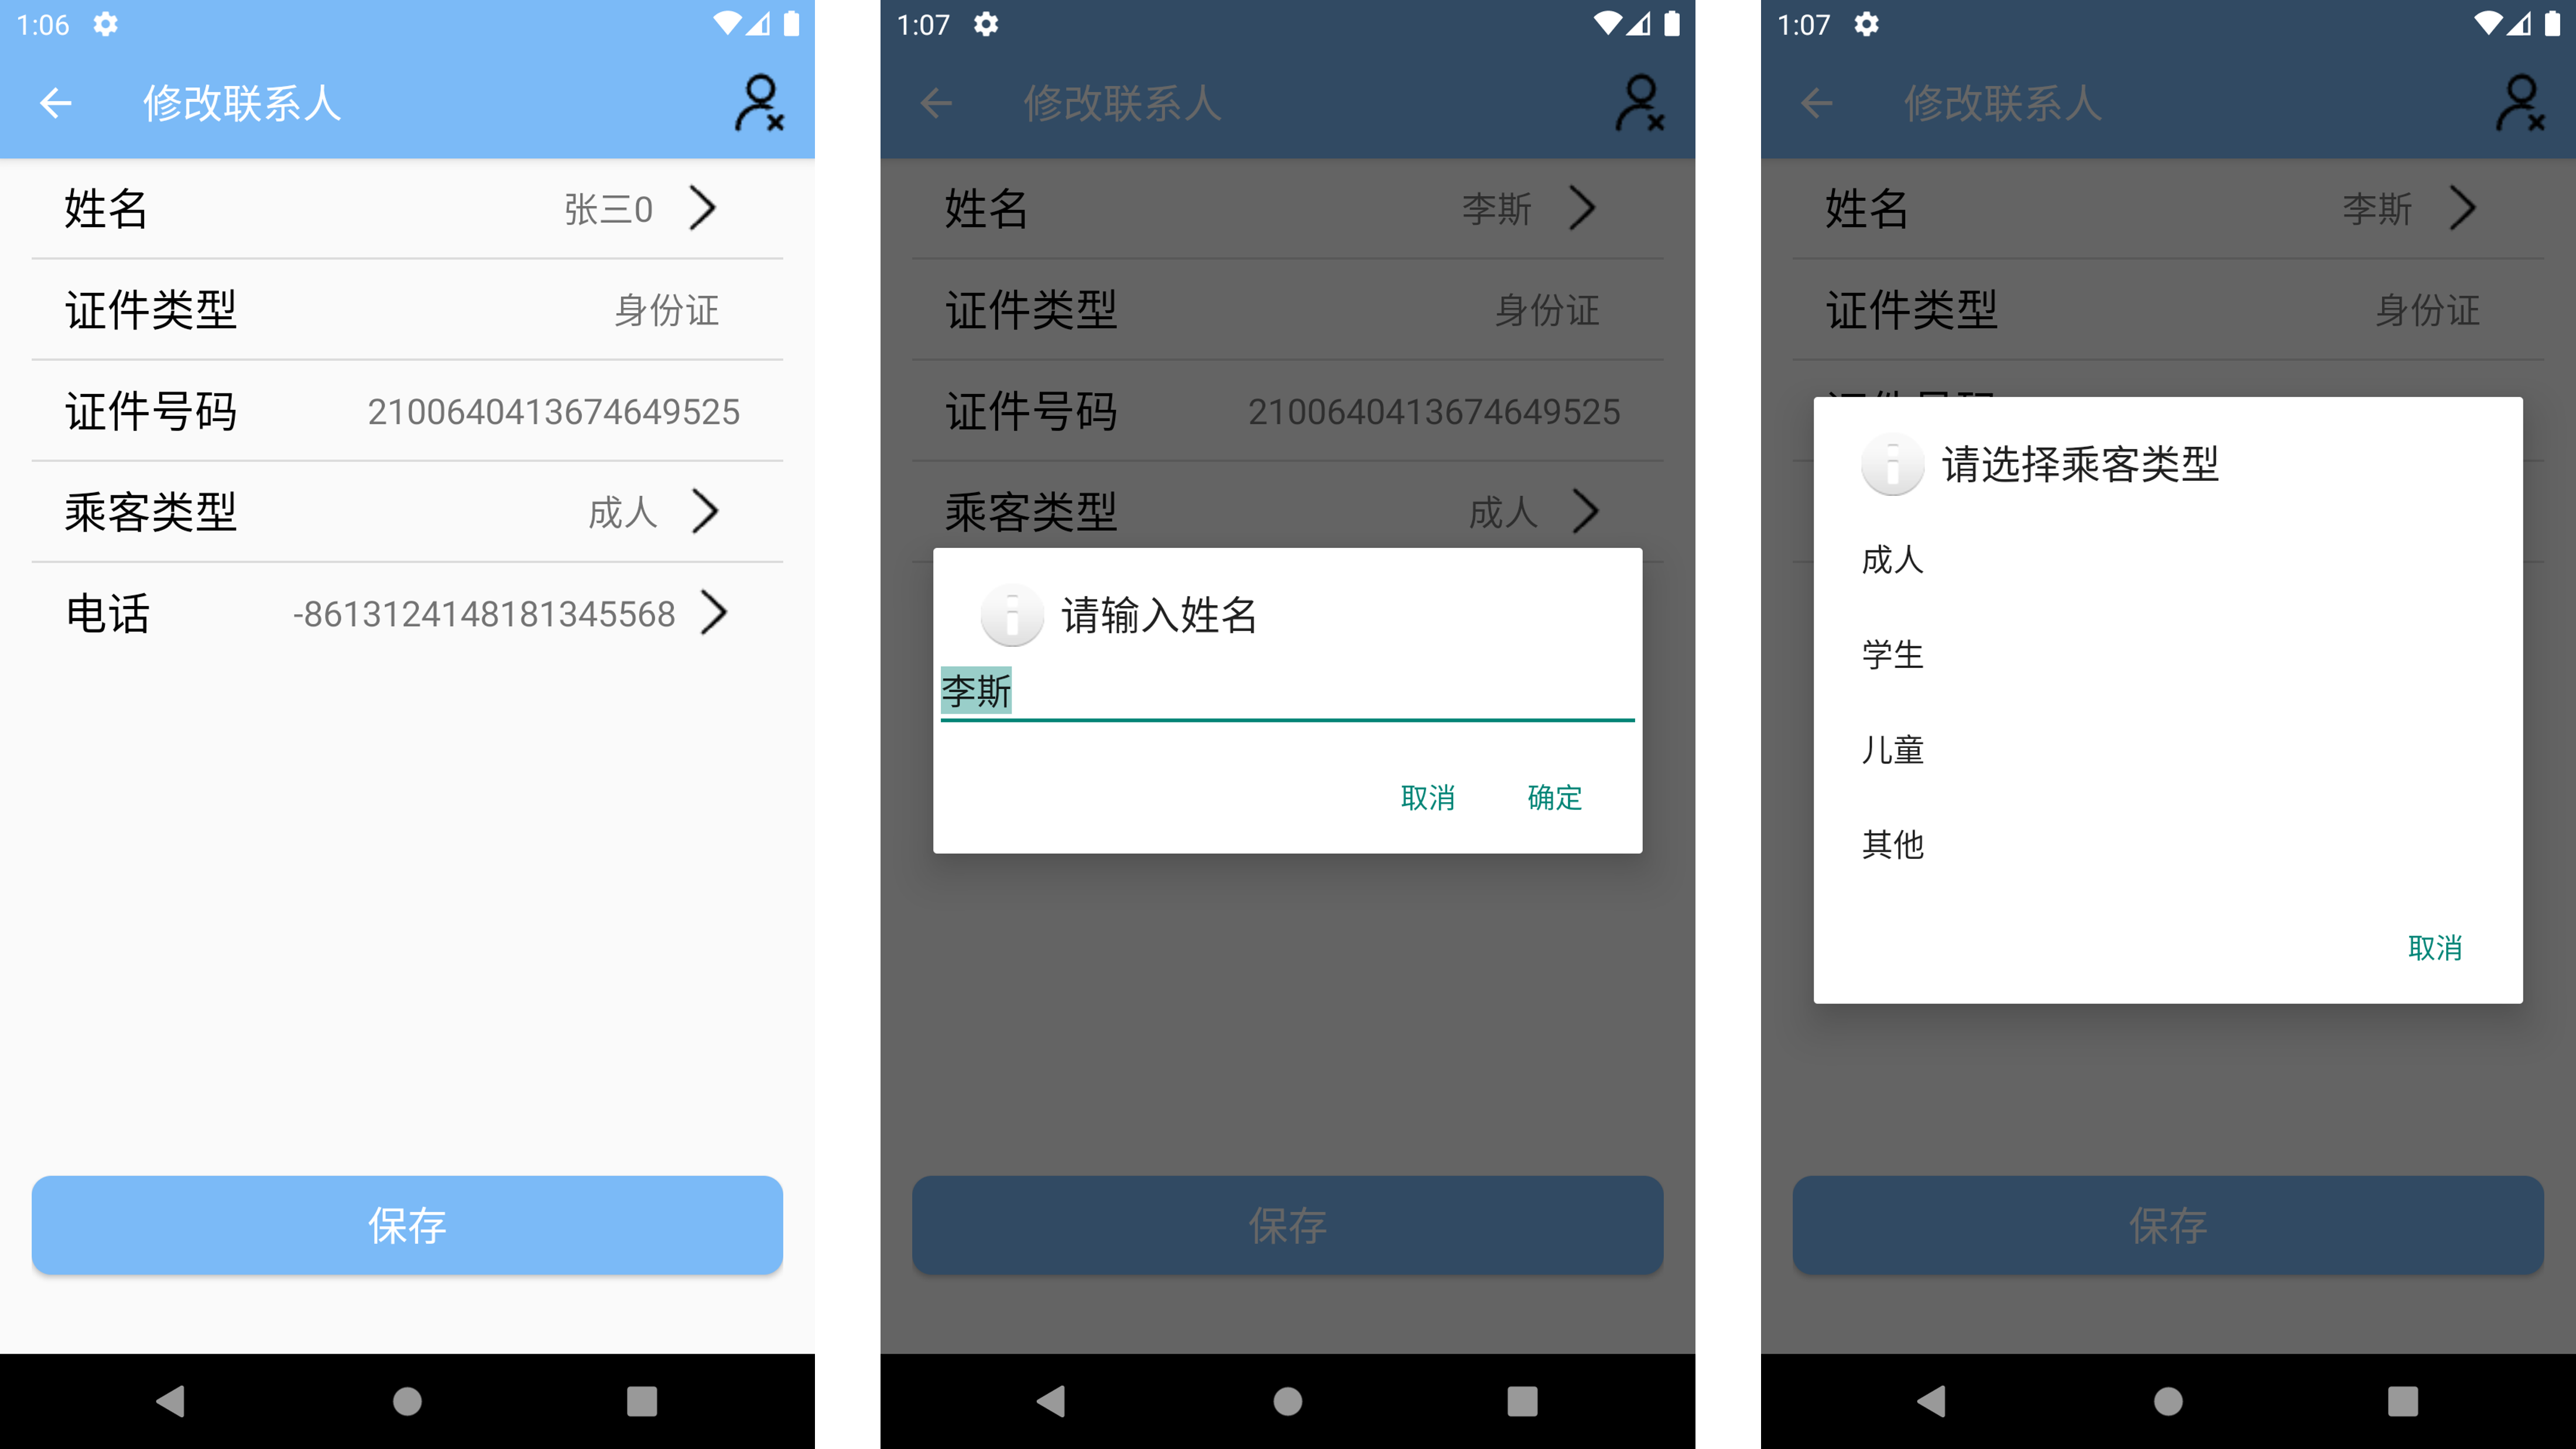 1:06
修改联系人
姓名 张三0
证件类型 身份证
证件号码 2100640413674649525
乘客类型 成人
电话 -8613124148181345568
保存
1:07
修改联系人
姓名 李斯
证件类型 身份证
证件号码 2100640413674649525
乘客类型 成人
请输入姓名
李斯
取消 确定
保存
1:07
修改联系人
姓名 李斯
证件类型 身份证
证件号码
请选择乘客类型
成人
学生
儿童
其他
取消
保存